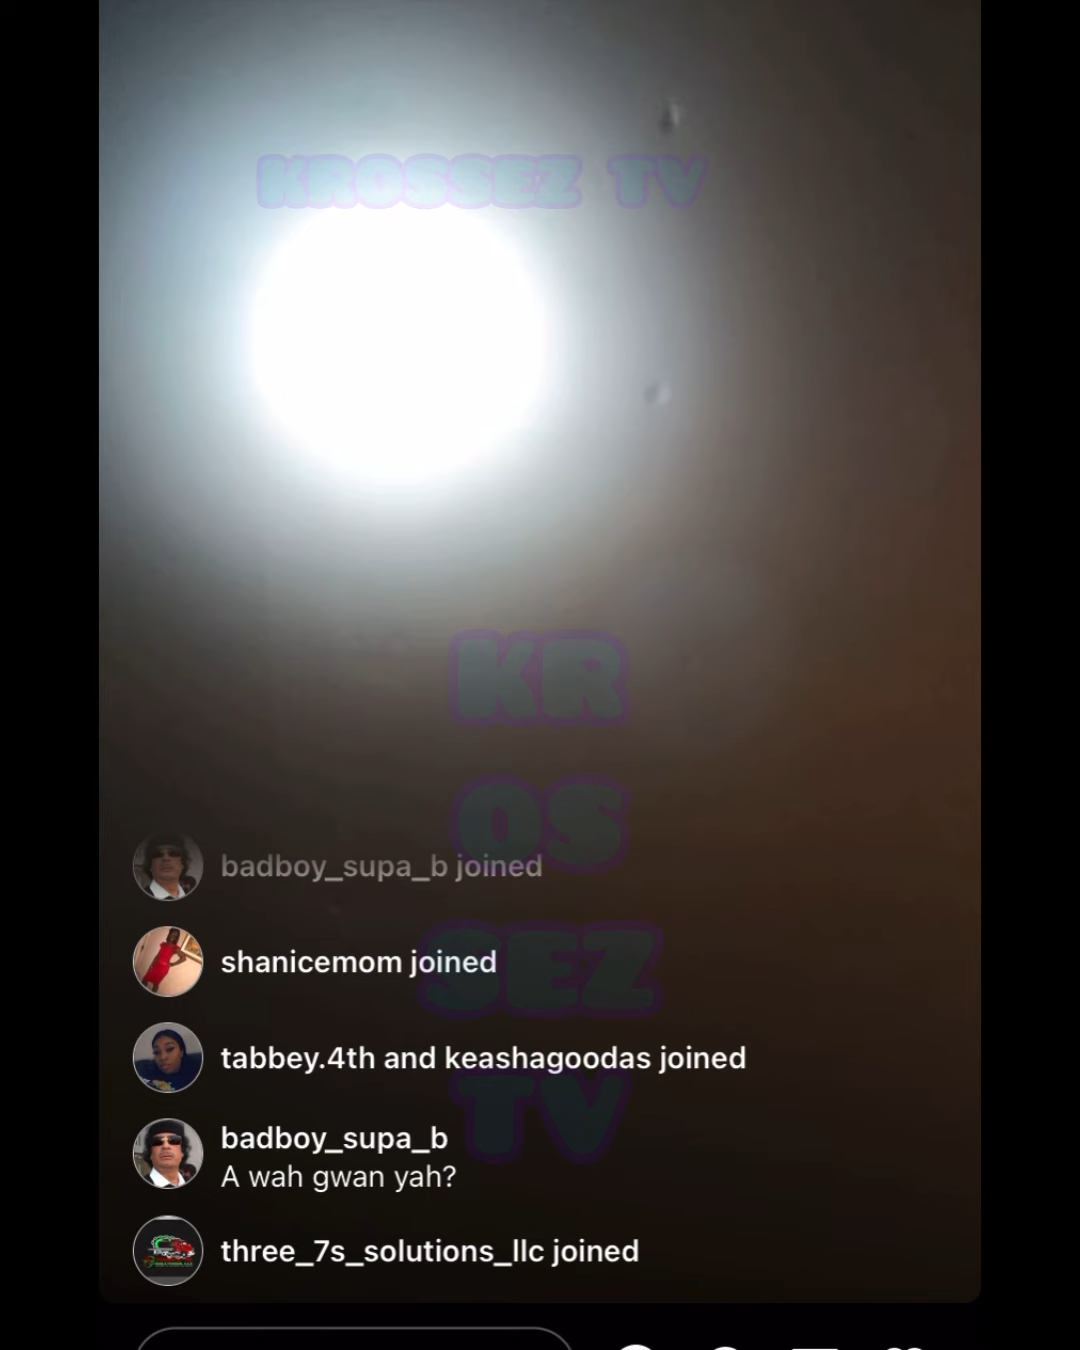 KROSSEZ TV
KR
OS
SEZ
TV
badboy_supa_b joined
shanicemom joined
tabbey.4th and keashagoodas joined
badboy_supa_b
A wah gwan yah?
three_7s_solutions_llc joined